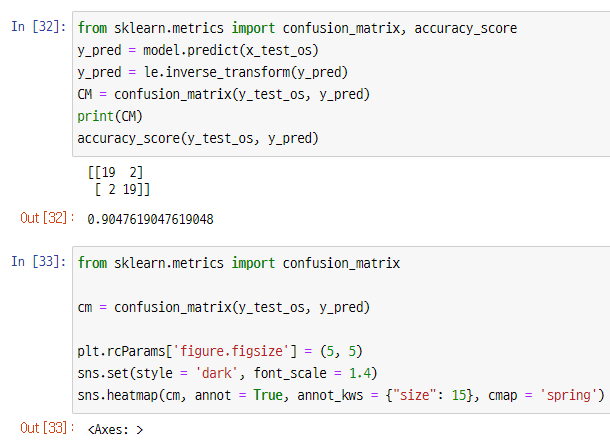 In [32]: from sklearn.metrics import confusion_matrix, accuracy_score
y_pred = model.predict(x_test_os)
y_pred = le.inverse_transform(y_pred)
CM = confusion_matrix(y_test_os, y_pred)
print(CM)
accuracy_score(y_test_os, y_pred)
[[19  2]
 [ 2 19]]
Out[32]: 0.9047619047619048
In [33]: from sklearn.metrics import confusion_matrix
cm = confusion_matrix(y_test_os, y_pred)
plt.rcParams['figure.figsize'] = (5, 5)
sns.set(style = 'dark', font_scale = 1.4)
sns.heatmap(cm, annot = True, annot_kws = {"size": 15}, cmap = 'spring')
Out[33]: <Axes: >